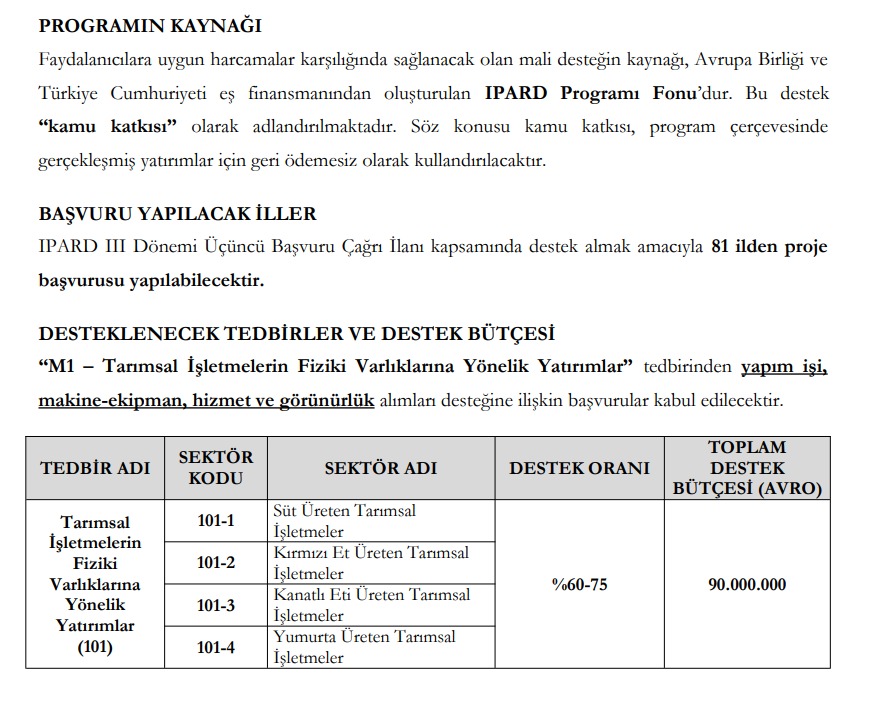 PROGRAMIN KAYNAĞI
Faydalanıcılara uygun harcamalar karşılığında sağlanacak olan mali desteğin kaynağı, Avrupa Birliği ve
Türkiye Cumhuriyeti eş finansmanından oluşturulan IPARD Programı Fonu’dur. Bu destek
“kamu katkısı” olarak adlandırılmaktadır. Söz konusu kamu katkısı, program çerçevesinde
gerçekleşmiş yatırımlar için geri ödemesiz olarak kullandırılacaktır.
BAŞVURU YAPILACAK İLLER
IPARD III Dönemi Üçüncü Başvuru Çağrı İlanı kapsamında destek almak amacıyla 81 ilden proje
başvurusu yapılabilecektir.
DESTEKLENECEK TEDBİRLER VE DESTEK BÜTÇESİ
“M1 – Tarımsal İşletmelerin Fiziki Varlıklarına Yönelik Yatırımlar” tedbirinden yapım işi,
makine-ekipman, hizmet ve görünürlük alımları desteğine ilişkin başvurular kabul edilecektir.
TEDBİR ADI
SEKTÖR
KODU
SEKTÖR ADI
DESTEK ORANI
TOPLAM
DESTEK
BÜTÇESİ (AVRO)
Tarımsal
İşletmelerin
Fiziki
Varlıklarına
Yönelik
Yatırımlar
(101)
101-1
Süt Üreten Tarımsal
İşletmeler
101-2
Kırmızı Et Üreten Tarımsal
İşletmeler
101-3
Kanatlı Eti Üreten Tarımsal
İşletmeler
101-4
Yumurta Üreten Tarımsal
İşletmeler
%60-75
90.000.000